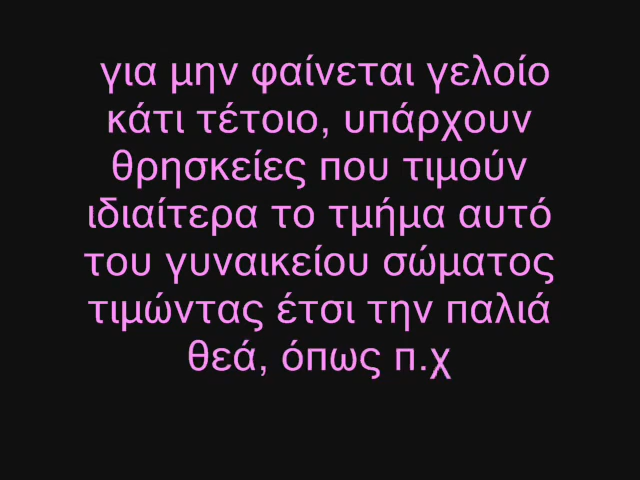 για μην φαίνεται γελοίο
κάτι τέτοιο, υπάρχουν
θρησκείες που τιμούν
ιδιαίτερα το τμήμα αυτό
του γυναικείου σώματος
τιμώντας έτσι την παλιά
θεά, όπως π.χ